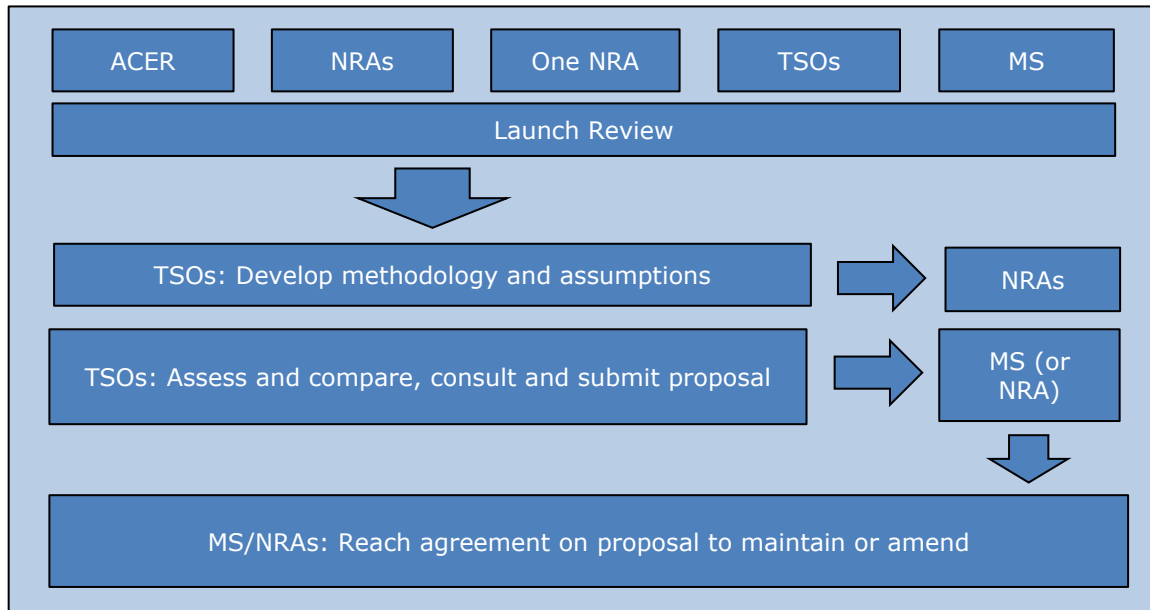 ACER
NRAs
One NRA
TSOs
MS
Launch Review
TSOs: Develop methodology and assumptions
NRAs
TSOs: Assess and compare, consult and submit proposal
MS (or
NRA)
MS/NRAs: Reach agreement on proposal to maintain or amend